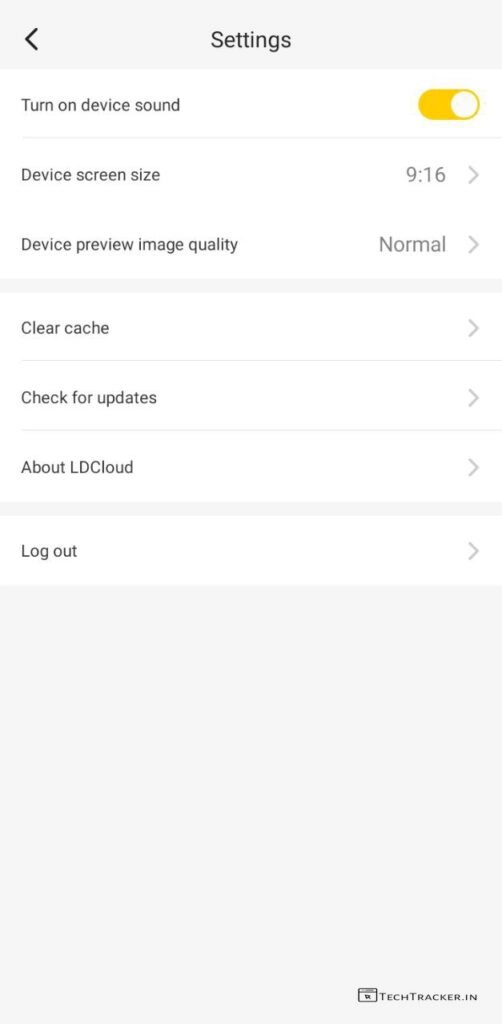 Settings
Turn on device sound
Device screen size 9:16
Device preview image quality Normal
Clear cache
Check for updates
About LDCloud
Log out
TECHTRACKER.IN